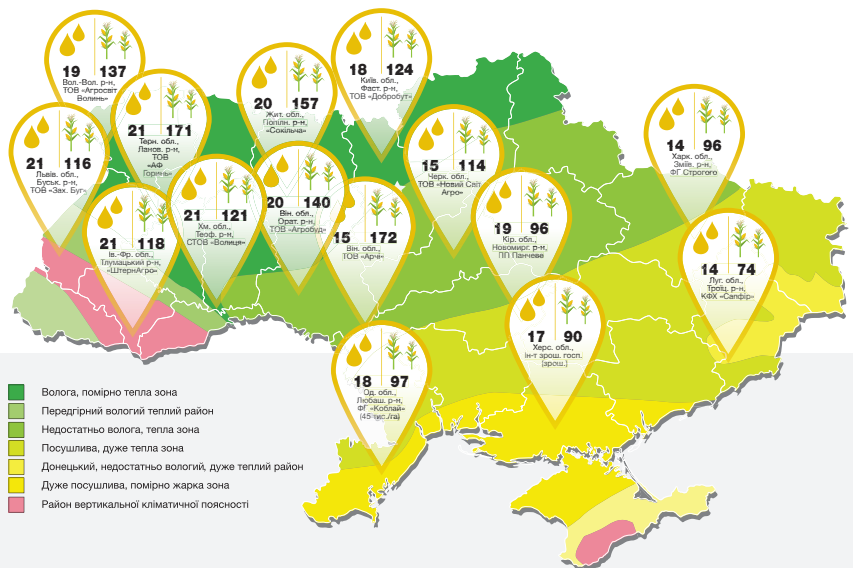 19 137
Вол.-Вол. р-н,
ТОВ «Агросвіт
Волинь»
21 171
Терн. обл.,
Ланов. р-н,
ТОВ
«АФ
Горинь»
20 157
Жит. обл.,
Попілн. р-н,
«Сокільча»
18 124
Київ. обл.,
Фаст. р-н,
ТОВ «Добробут»
14 96
Харк. обл.,
Зміїв. р-н,
ФГ Строгого
21 116
Львів. обл.,
Буськ. р-н,
ТОВ «Зах. Буг»
15 114
Черк. обл.,
ТОВ «Новий Світ
Агро»
21 118
Ів.-Фр. обл.,
Тлумацький р-н,
«ШтернАгро»
21 121
Хм. обл.,
Теоф. р-н,
СТОВ «Волиця»
20 140
Він. обл.,
Орат. р-н,
ТОВ «Агробуд»
15 172
Він. обл.,
ТОВ «Арчі»
19 96
Кір. обл.,
Новомирг. р-н,
ПП Панчеве
14 74
Луг. обл.,
Троїц. р-н,
КФХ «Сапфір»
17 90
Херс. обл.,
Ін-т зрош. госп.
(зрош.)
18 97
Од. обл.,
Любаш. р-н,
ФГ «Коблай»
(45 тис./га)
Волога, помірно тепла зона
Передгірний вологий теплий район
Недостатньо волога, тепла зона
Посушлива, дуже тепла зона
Донецький, недостатньо вологий, дуже теплий район
Дуже посушлива, помірно жарка зона
Район вертикальної кліматичної поясності